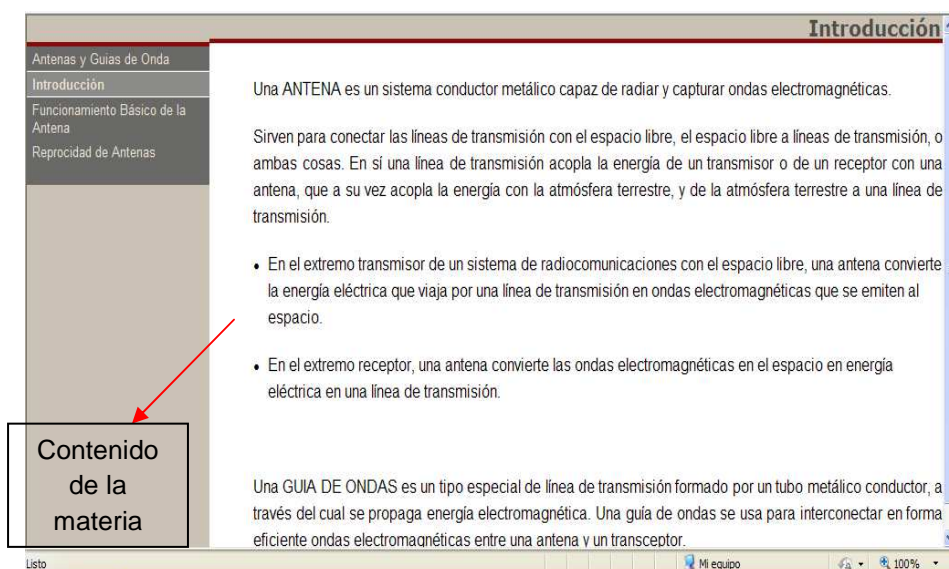 Introducción
Antenas y Guias de Onda
Introducción
Funcionamiento Básico de la
Antena
Reprocidad de Antenas
Una ANTENA es un sistema conductor metálico capaz de radiar y capturar ondas electromagnéticas.
Sirven para conectar las líneas de transmisión con el espacio libre, el espacio libre a líneas de transmisión, o
ambas cosas. En sí una línea de transmisión acopla la energía de un transmisor o de un receptor con una
antena, que a su vez acopla la energía con la atmósfera terrestre, y de la atmósfera terrestre a una línea de
transmisión.
• En el extremo transmisor de un sistema de radiocomunicaciones con el espacio libre, una antena convierte
la energía eléctrica que viaja por una línea de transmisión en ondas electromagnéticas que se emiten al
espacio.
• En el extremo receptor, una antena convierte las ondas electromagnéticas en el espacio en energía
eléctrica en una línea de transmisión.
Contenido
de la
materia
Una GUIA DE ONDAS es un tipo especial de línea de transmisión formado por un tubo metálico conductor, a
través del cual se propaga energía electromagnética. Una guía de ondas se usa para interconectar en forma
eficiente ondas electromagnéticas entre una antena y un transceptor.
Listo
Mi equipo
100%